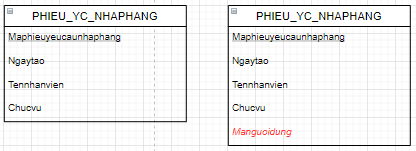 PHIEU_YC_NHAPHANG
Maphieuyeucaunhaphang
Ngaytao
Tennhanvien
Chucvu
PHIEU_YC_NHAPHANG
Maphieuyeucaunhaphang
Ngaytao
Tennhanvien
Chucvu
Manguoidung